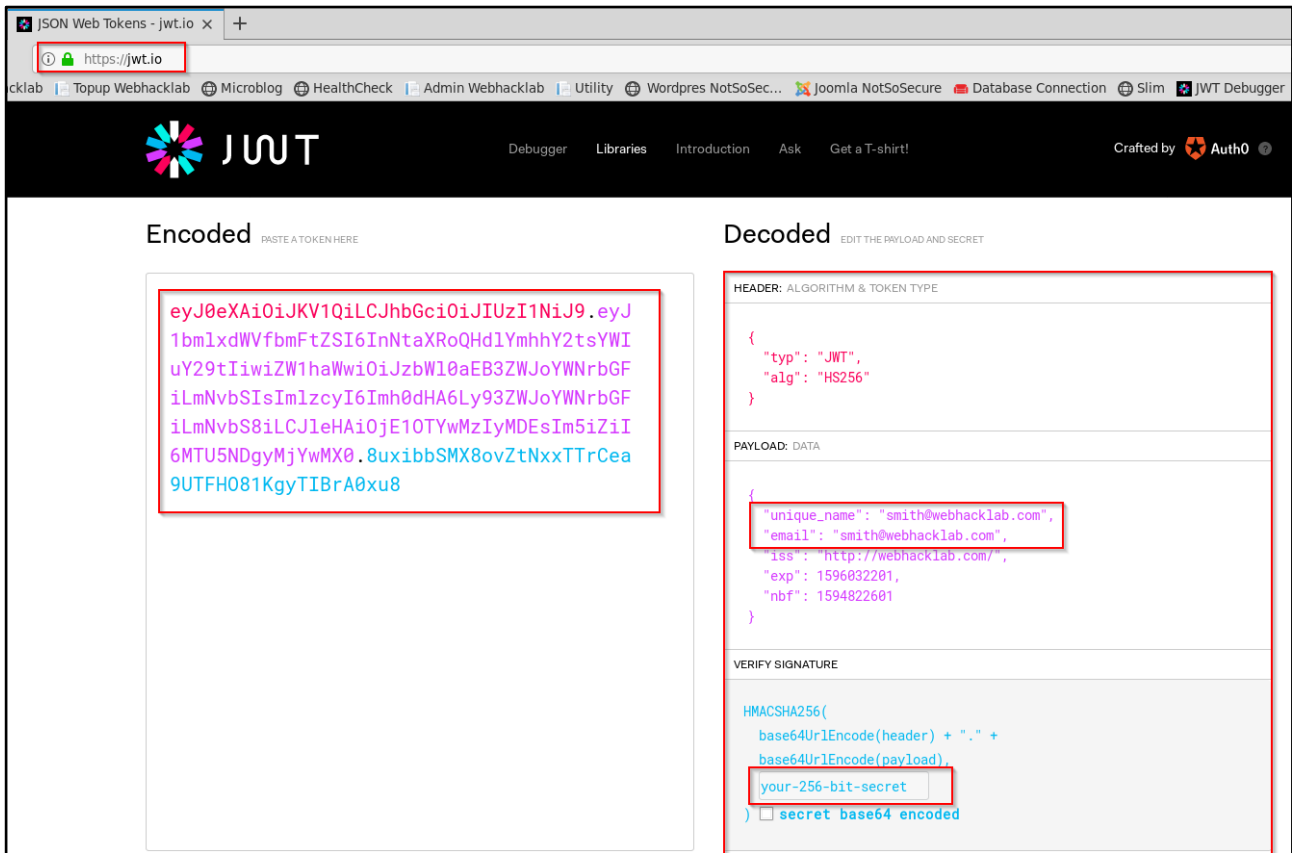 JSON Web Tokens - jwt.io × +
https://jwt.io
cklab Topup Webhacklab Microblog HealthCheck Admin Webhacklab Utility Wordpres NotSoSec... Joomla NotSoSecure Database Connection Slim JWT Debugger
JWT Debugger Libraries Introduction Ask Get a T-shirt! Crafted by Auth0 ?
Encoded PASTE A TOKEN HERE
eyJ0eXAiOiJKV1QiLCJhbGciOiJIUzI1NiJ9.eyJ
1bmlxdWVfbmFtZSI6InNtaXRoQHdlYmhhY2tsYWI
uY29tIiwiZW1haWwiOiJzbWl0aEB3ZWJoYWNrbGF
iLmNvbSIsImlzcyI6Imh0dHA6Ly93ZWJoYWNrbGF
iLmNvbS8iLCJleHAiOjE1OTYwMzIyMDEsIm5iZiI
6MTU5NDgyMjYwMX0.8uxibbSMX8ovZtNxxTTrCea
9UTFHO81KgyTIBrA0xu8
Decoded EDIT THE PAYLOAD AND SECRET
HEADER: ALGORITHM & TOKEN TYPE
{
"typ": "JWT",
"alg": "HS256"
}
PAYLOAD: DATA
{
"unique_name": "smith@webhacklab.com",
"email": "smith@webhacklab.com",
"iss": "http://webhacklab.com/",
"exp": 1596032201,
"nbf": 1594822601
}
VERIFY SIGNATURE
HMACSHA256(
base64UrlEncode(header) + "." +
base64UrlEncode(payload),
your-256-bit-secret
) secret base64 encoded